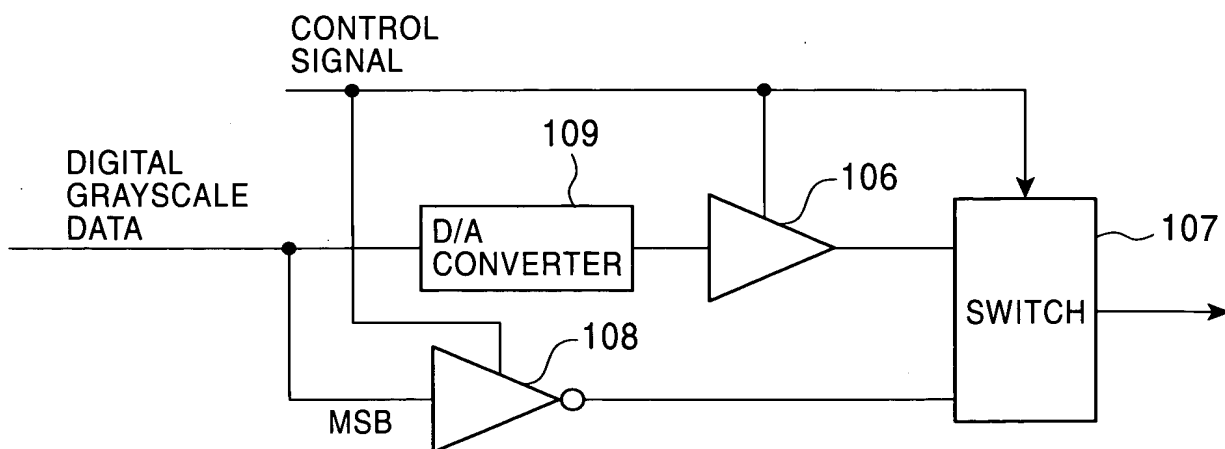 CONTROL
SIGNAL
109
DIGITAL
GRAYSCALE
DATA
106
D/A
CONVERTER
107
SWITCH
108
MSB